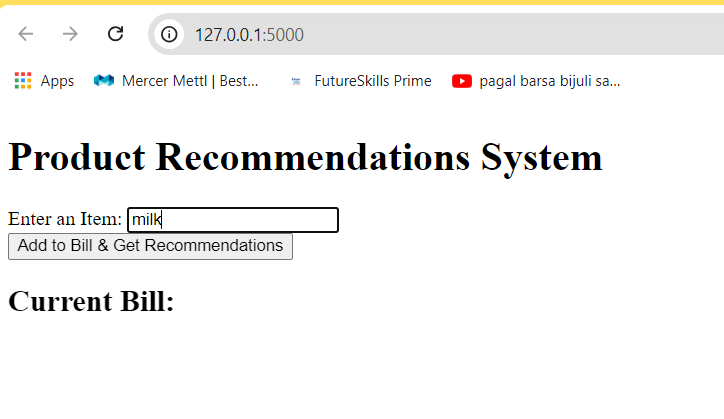 127.0.0.1:5000
Apps Mercer Mettl | Best... FutureSkills Prime pagal barsa bijuli sa...
Product Recommendations System
Enter an Item: milk
Add to Bill & Get Recommendations
Current Bill: